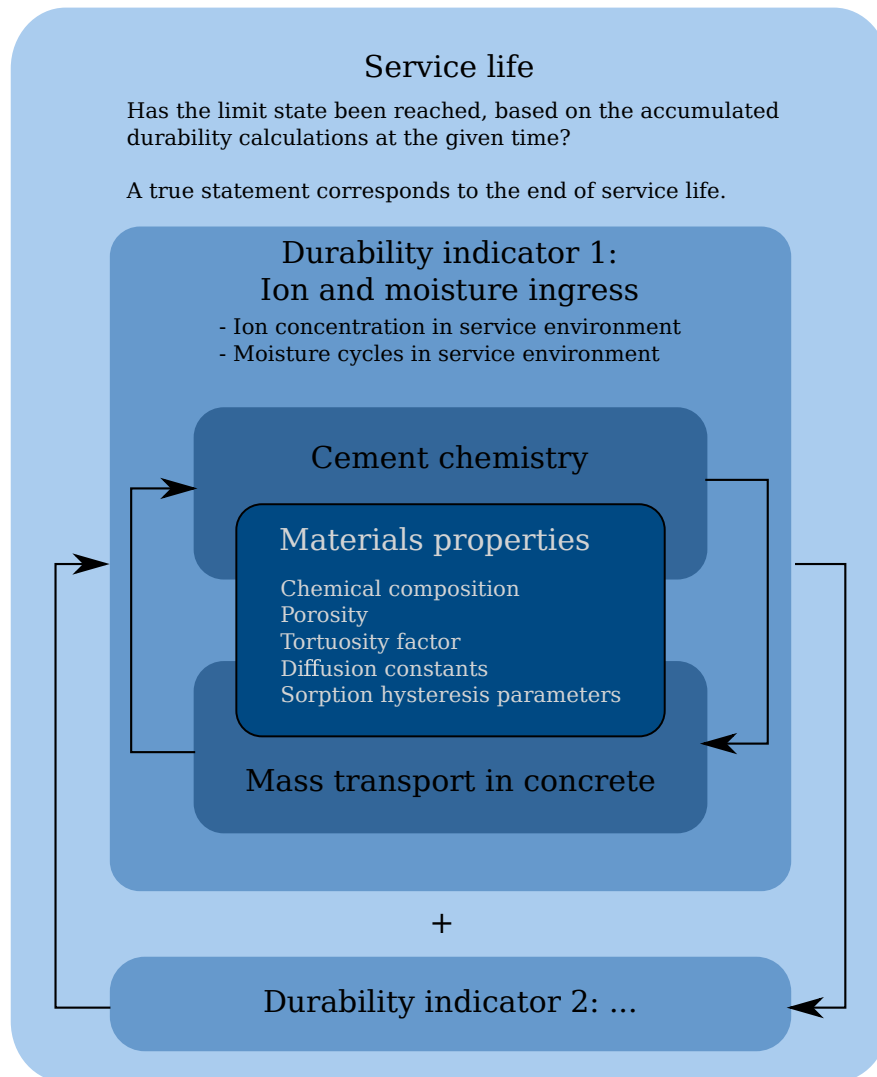 Service life
Has the limit state been reached, based on the accumulated
durability calculations at the given time?
A true statement corresponds to the end of service life.
Durability indicator 1:
Ion and moisture ingress
- Ion concentration in service environment
- Moisture cycles in service environment
Cement chemistry
Materials properties
Chemical composition
Porosity
Tortuosity factor
Diffusion constants
Sorption hysteresis parameters
Mass transport in concrete
+
Durability indicator 2: ...